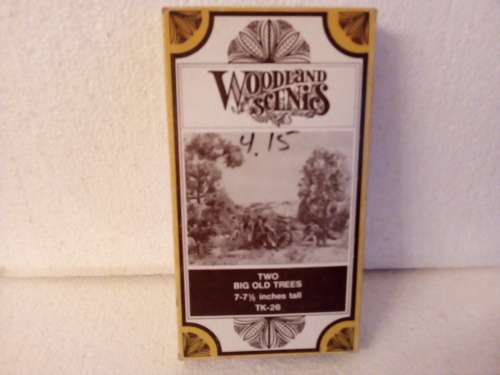 WOODLAND
SCENICS
4.15
TWO
BIG OLD TREES
7-7½ inches tall
TK-26